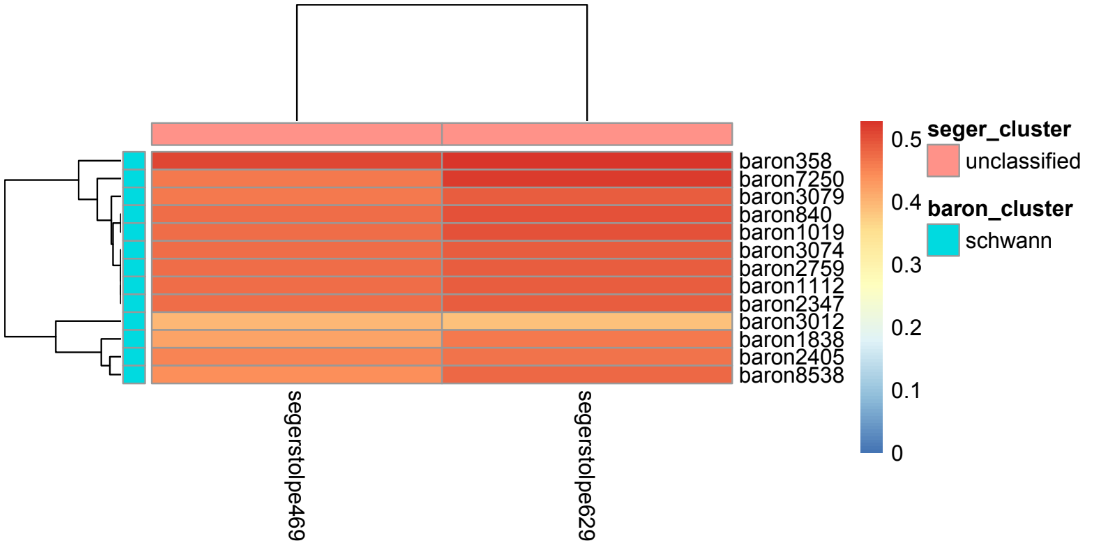 baron358
baron7250
baron3079
baron840
baron1019
baron3074
baron2759
baron1112
baron2347
baron3012
baron1838
baron2405
baron8538
segerstolpe469
segerstolpe629
0.5
0.4
0.3
0.2
0.1
0
seger_cluster
unclassified
baron_cluster
schwann